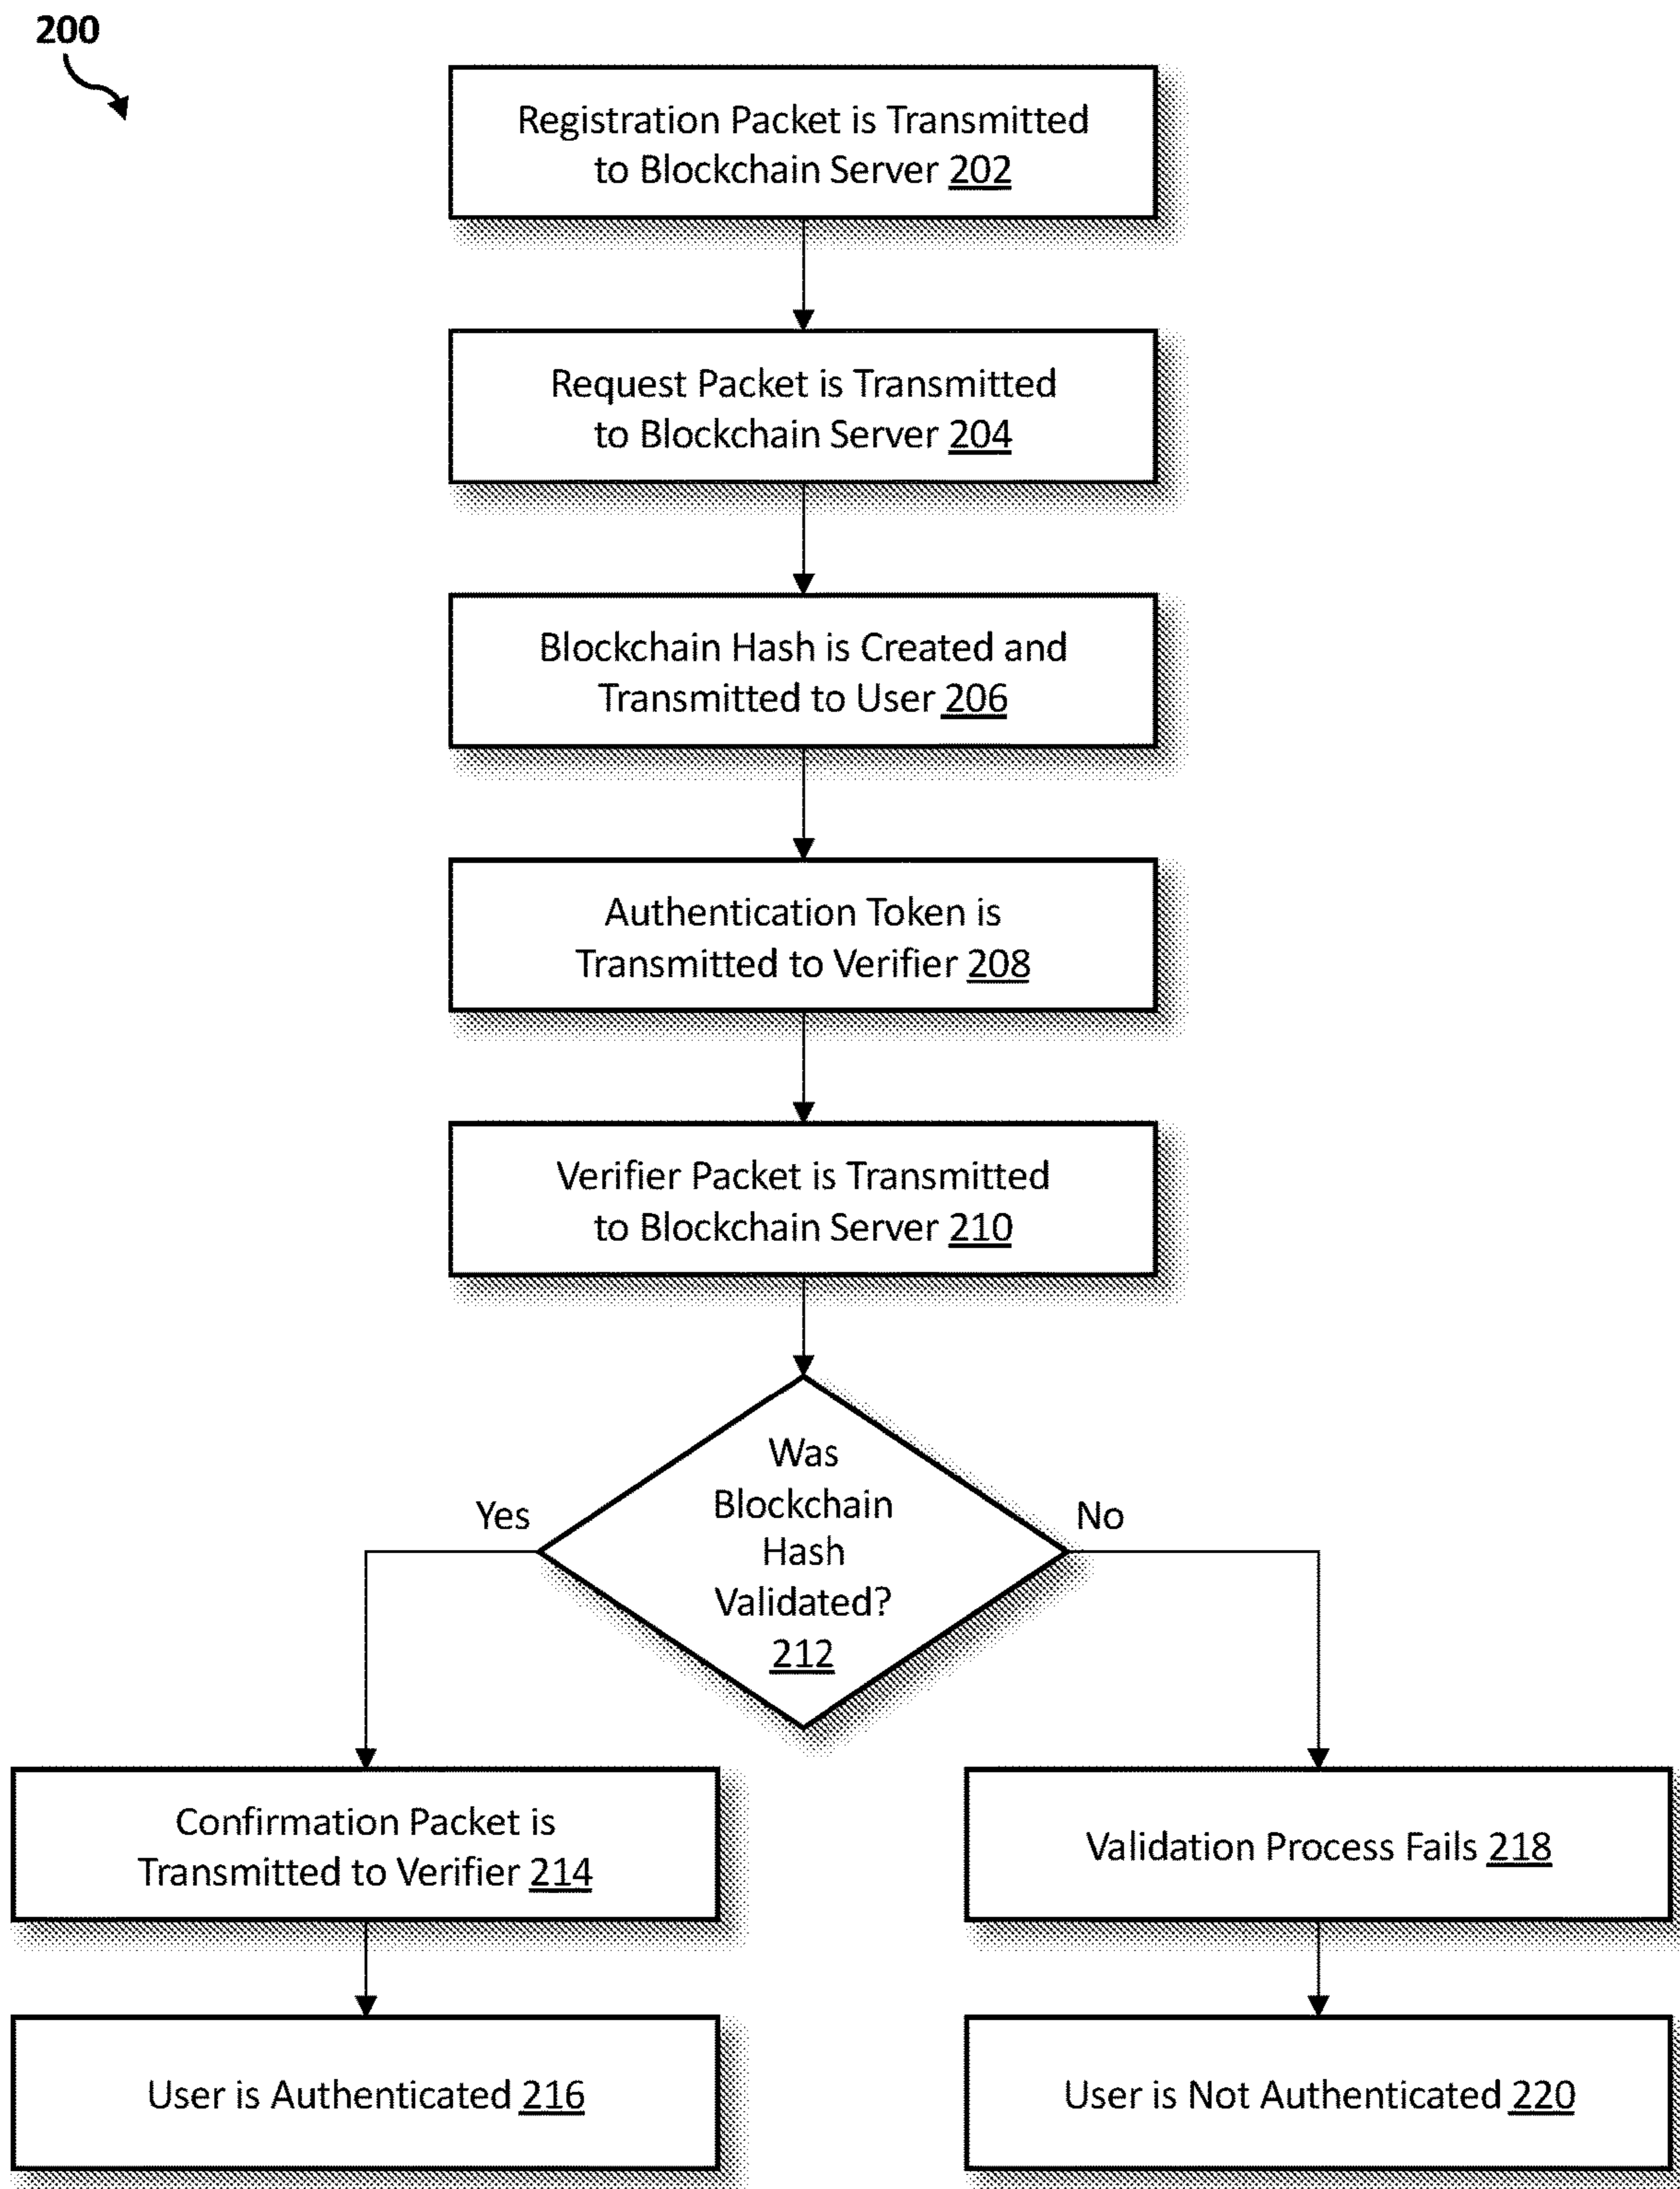 200
Registration Packet is Transmitted
to Blockchain Server 202
Request Packet is Transmitted
to Blockchain Server 204
Blockchain Hash is Created and
Transmitted to User 206
Authentication Token is
Transmitted to Verifier 208
Verifier Packet is Transmitted
to Blockchain Server 210
Was
Blockchain
Hash
Validated?
212
Yes
No
Confirmation Packet is
Transmitted to Verifier 214
Validation Process Fails 218
User is Authenticated 216
User is Not Authenticated 220